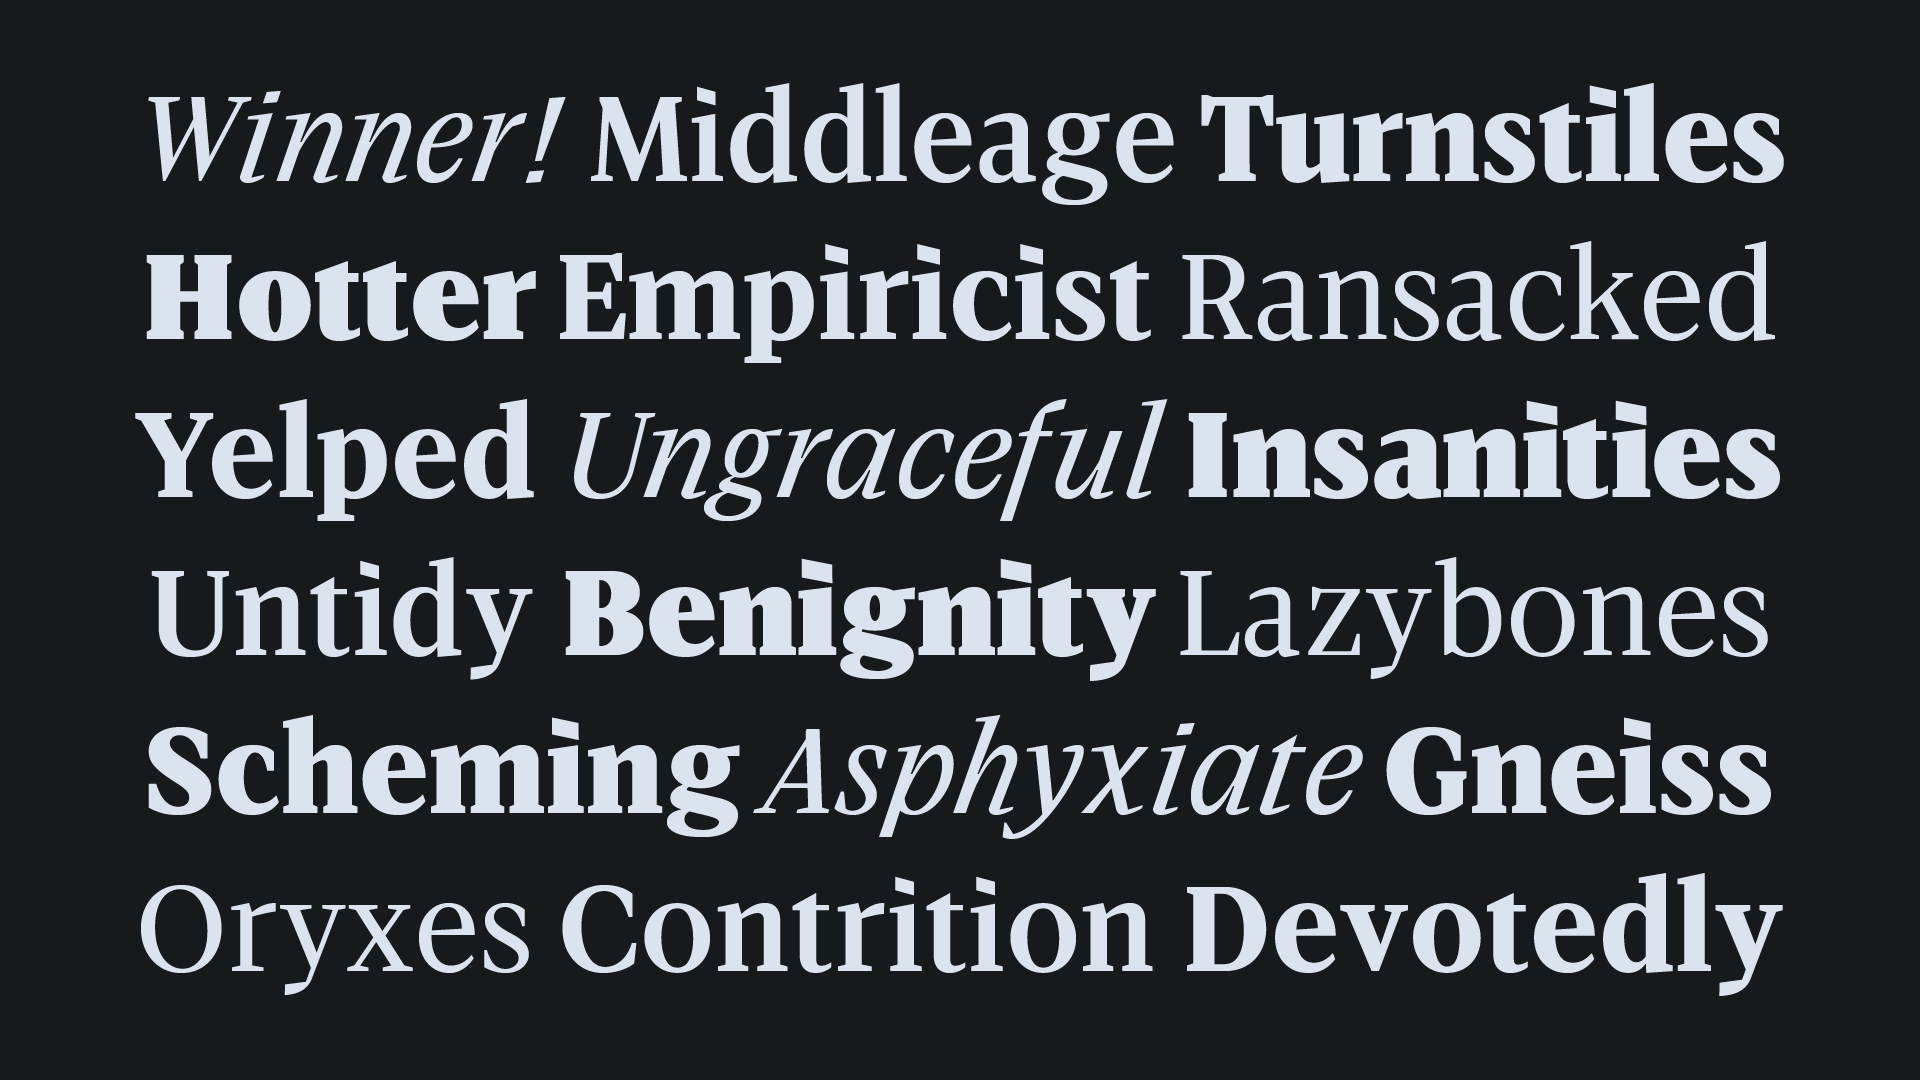 Winner! Middleage Turnstiles
Hotter Empiricist Ransacked
Yelped Ungraceful Insanities
Untidy Benignity Lazybones
Scheming Asphyxiate Gneiss
Oryxes Contrition Devotedly